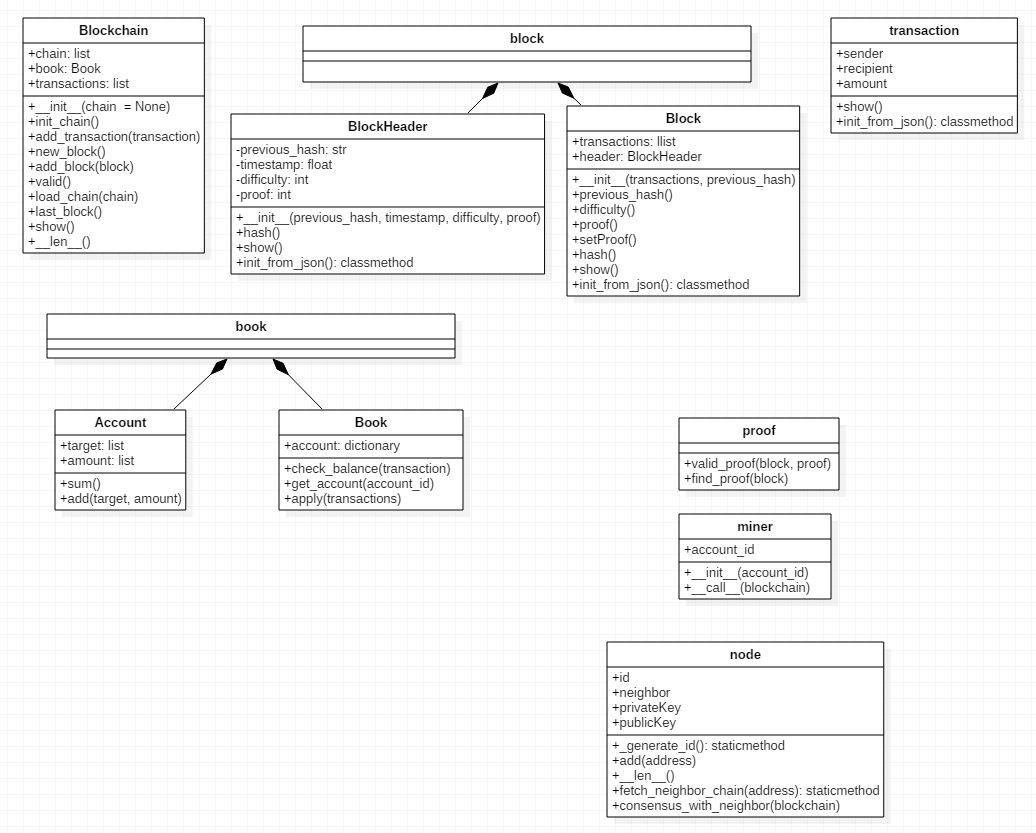 Blockchain
+chain: list
+book: Book
+transactions: list
+__init__(chain  = None)
+init_chain()
+add_transaction(transaction)
+new_block()
+add_block(block)
+valid()
+load_chain(chain)
+last_block()
+show()
+__len__()
block
BlockHeader
-previous_hash: str
-timestamp: float
-difficulty: int
-proof: int
+__init__(previous_hash, timestamp, difficulty, proof)
+hash()
+show()
+init_from_json(): classmethod
Block
+transactions: llist
+header: BlockHeader
+__init__(transactions, previous_hash)
+previous_hash()
+difficulty()
+proof()
+setProof()
+hash()
+show()
+init_from_json(): classmethod
transaction
+sender
+recipient
+amount
+show()
+init_from_json(): classmethod
book
Account
+target: list
+amount: list
+sum()
+add(target, amount)
Book
+account: dictionary
+check_balance(transaction)
+get_account(account_id)
+apply(transactions)
proof
+valid_proof(block, proof)
+find_proof(block)
miner
+account_id
+__init__(account_id)
+__call__(blockchain)
node
+id
+neighbor
+privateKey
+publicKey
+_generate_id(): staticmethod
+add(address)
+__len__()
+fetch_neighbor_chain(address): staticmethod
+consensus_with_neighbor(blockchain)